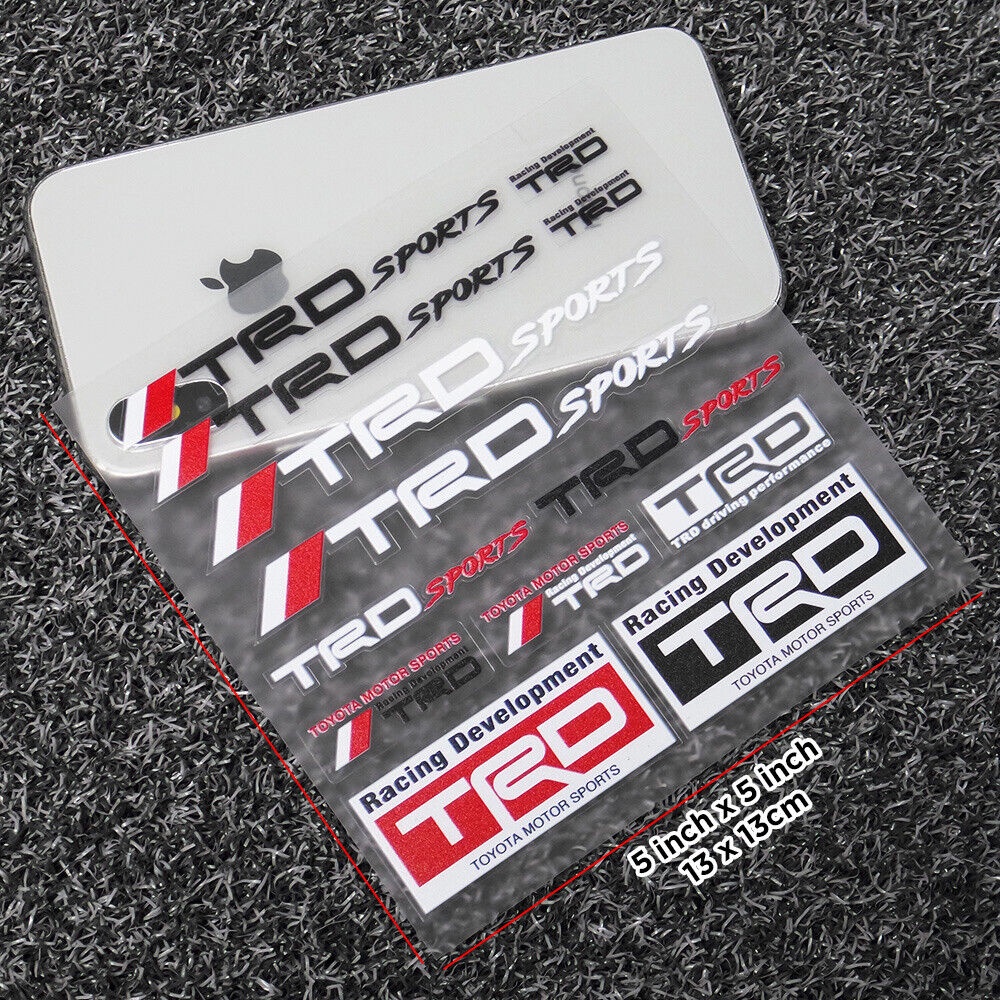 Racing Development
TRD
Racing Development
TRD
TRD SPORTS
TRD SPORTS
TRD SPORTS
TRD SPORTS
TRD SPORTS
TRD
TRD driving performance
TRD SPORTS
TOYOTA MOTOR SPORTS
Racing Development
TRD
TOYOTA MOTOR SPORTS
Racing Development
TRD
Racing Development
TRD
TOYOTA MOTOR SPORTS
Racing Development
TRD
TOYOTA MOTOR SPORTS
5 inch x 5 inch
13 x 13cm